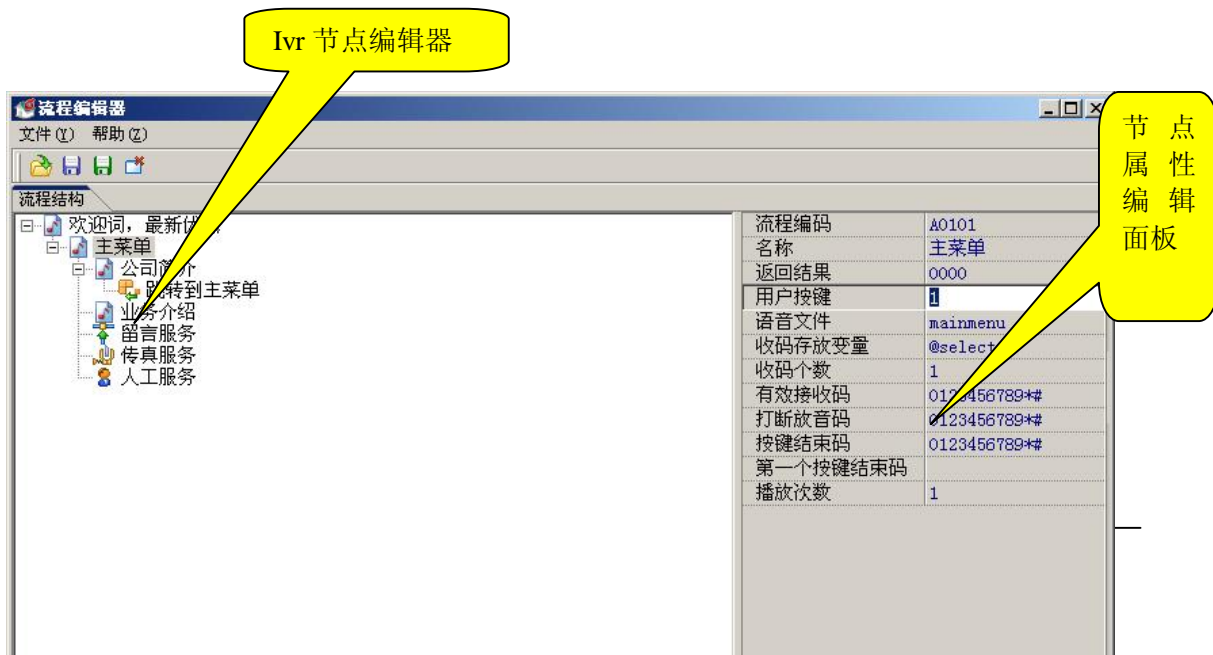 Ivr 节点编辑器
流程编辑器
文件(Y) 帮助(Z)
节 点
属 性
编 辑
面板
流程结构
欢迎词，最新
主菜单
公司简介
跳转到主菜单
业务介绍
留言服务
传真服务
人工服务
流程编码 A0101
名称 主菜单
返回结果 0000
用户按键 1
语音文件 mainmenu
收码存放变量 @select
收码个数 1
有效接收码 0123456789*#
打断放音码 0123456789*#
按键结束码 0123456789*#
第一个按键结束码
播放次数 1